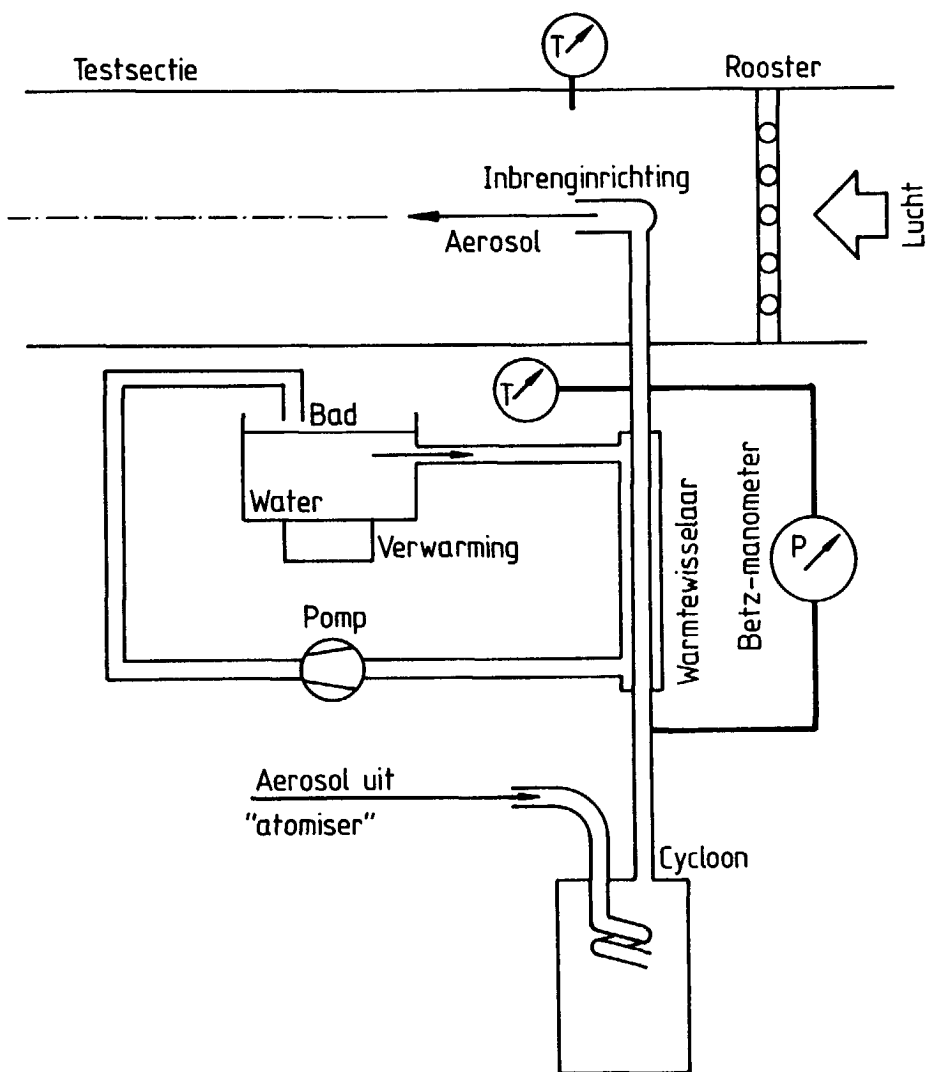 T
Testsectie
Rooster
Inbrenginrichting
Lucht
Aerosol
T
Bad
Water
Verwarming
Warmtewisselaar
Betz-manometer
P
Pomp
Aerosol uit
"atomiser"
Cycloon